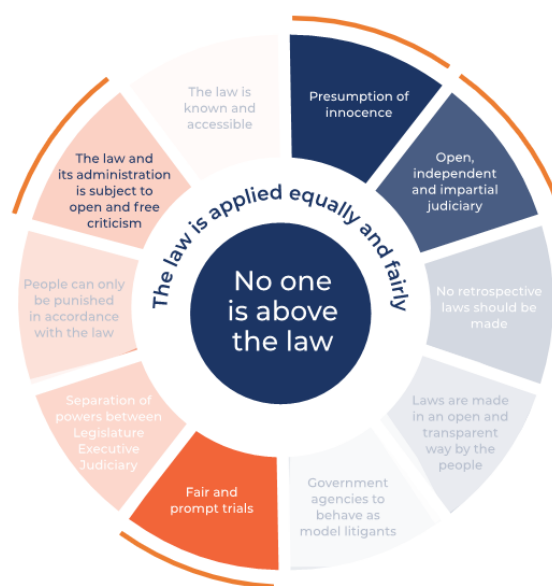 The law is
known and
accessible
Presumption of
innocence
Open,
independent
and impartial
judiciary
No retrospective
laws should be
made
Laws are made
in an open and
transparent
way by the
people
Government
agencies to
behave as
model litigants
Fair and
prompt trials
Separation of
powers between
Legislature
Executive
Judiciary
People can only
be punished
in accordance
with the law
The law and
its administration
is subject to
open and free
criticism
The law is applied equally and fairly
No one
is above
the law